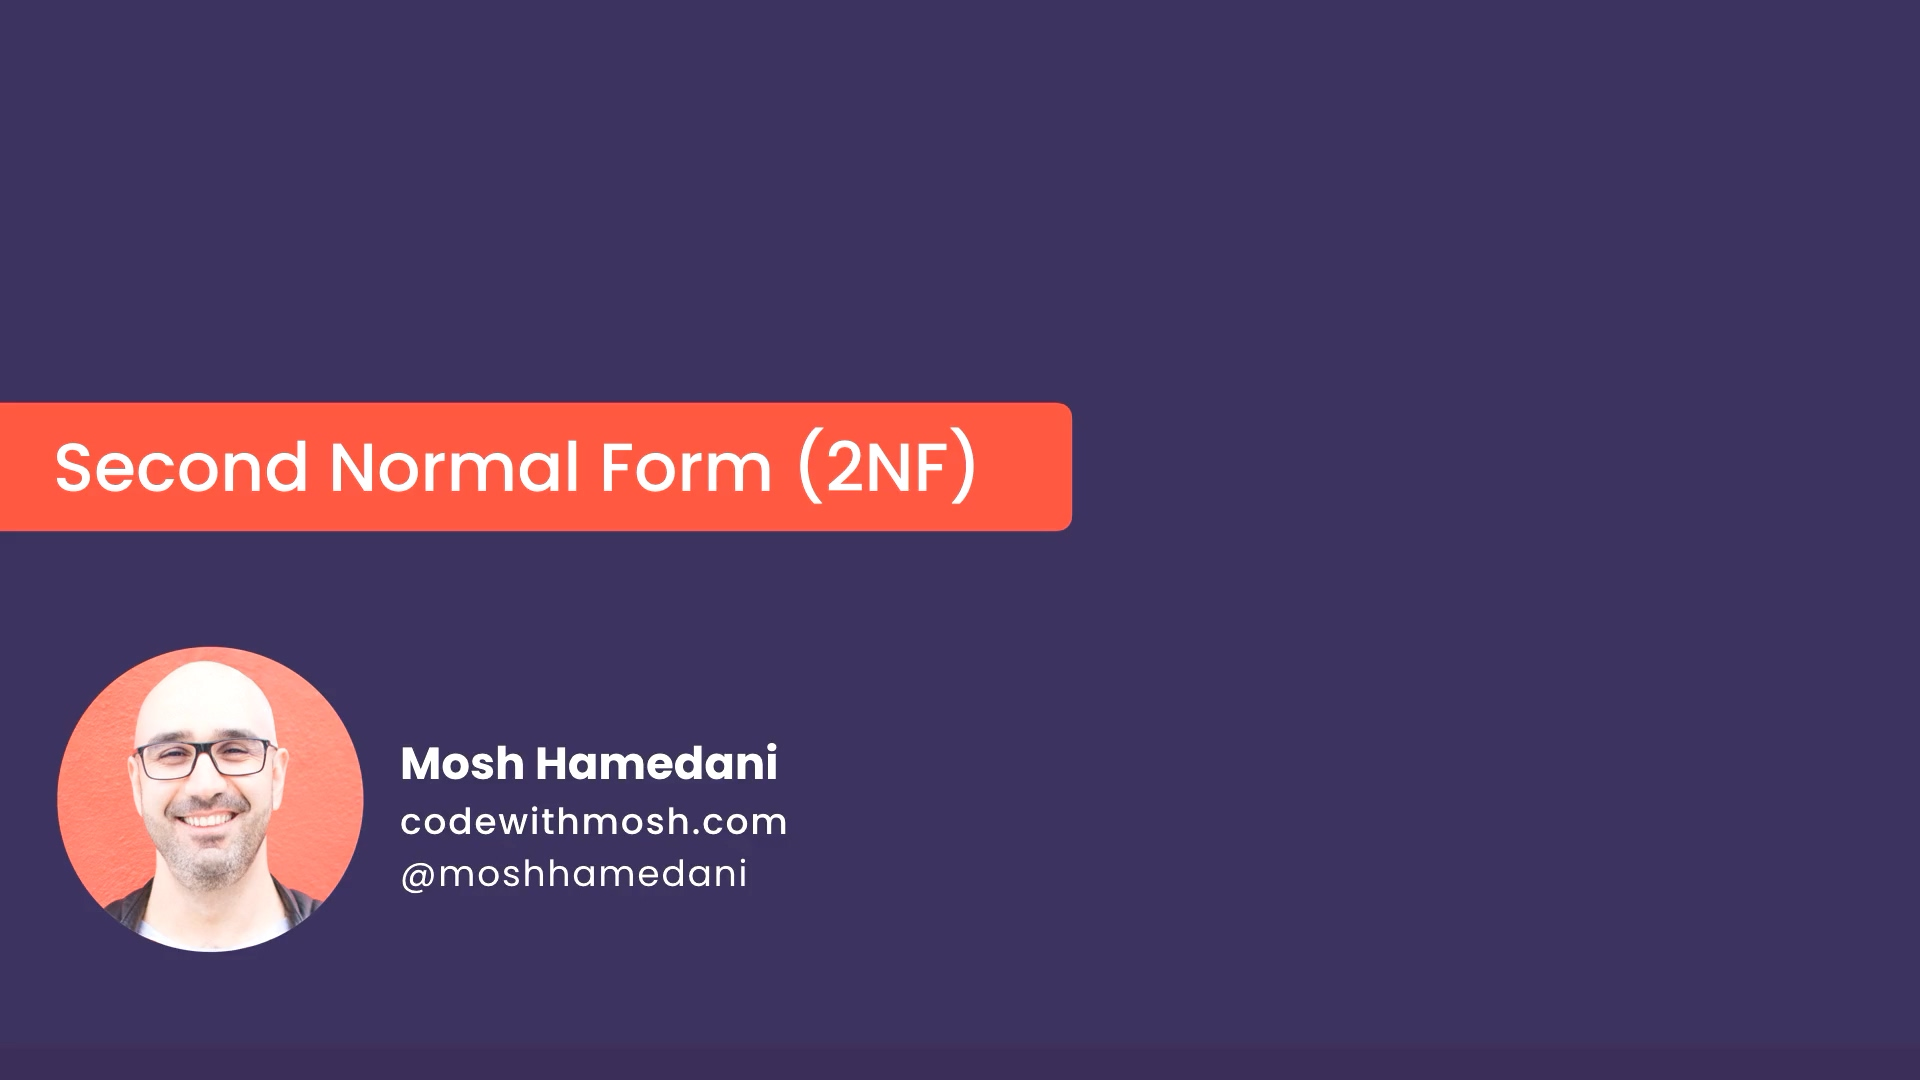 Second Normal Form (2NF)
Mosh Hamedani
codewithmosh.com
@moshhamedani